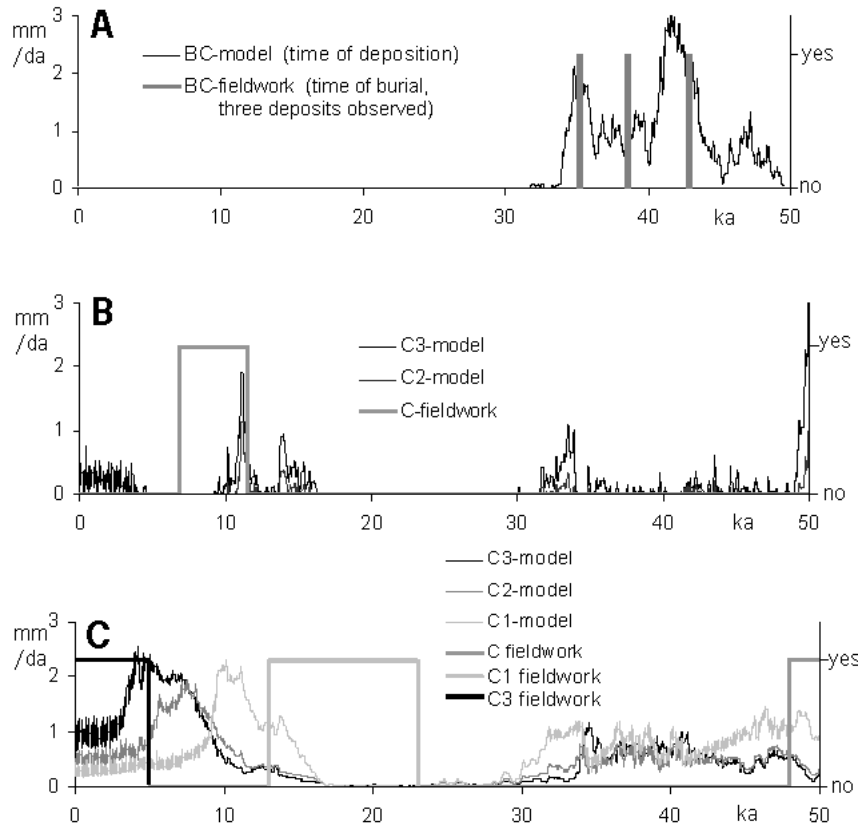 A
mm
/da
3
2
1
0
BC-model (time of deposition)
BC-fieldwork (time of burial,
three deposits observed)
yes
no
0 10 20 30 40 ka 50
B
mm
/da
3
2
1
0
C3-model
C2-model
C-fieldwork
yes
no
0 10 20 30 40 ka 50
C
mm
/da
3
2
1
0
C3-model
C2-model
C1-model
C fieldwork
C1 fieldwork
C3 fieldwork
yes
no
0 10 20 30 40 ka 50